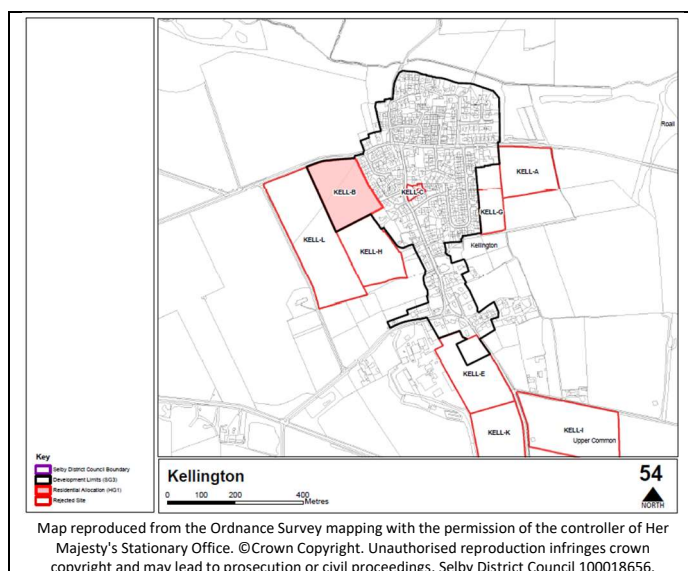 Roall
KELL-A
KELL-B
KELL-C
KELL-G
KELL-L
KELL-H
Kellington
KELL-E
KELL-I
Upper Common
KELL-K
Key
Selby District Council Boundary
Development Limits (SG3)
Residential Allocation (HG1)
Rejected Site
Kellington
54
0 100 200 400
Metres
NORTH
Map reproduced from the Ordnance Survey mapping with the permission of the controller of Her
Majesty's Stationary Office. ©Crown Copyright. Unauthorised reproduction infringes crown
copyright and may lead to prosecution or civil proceedings. Selby District Council 100018656.